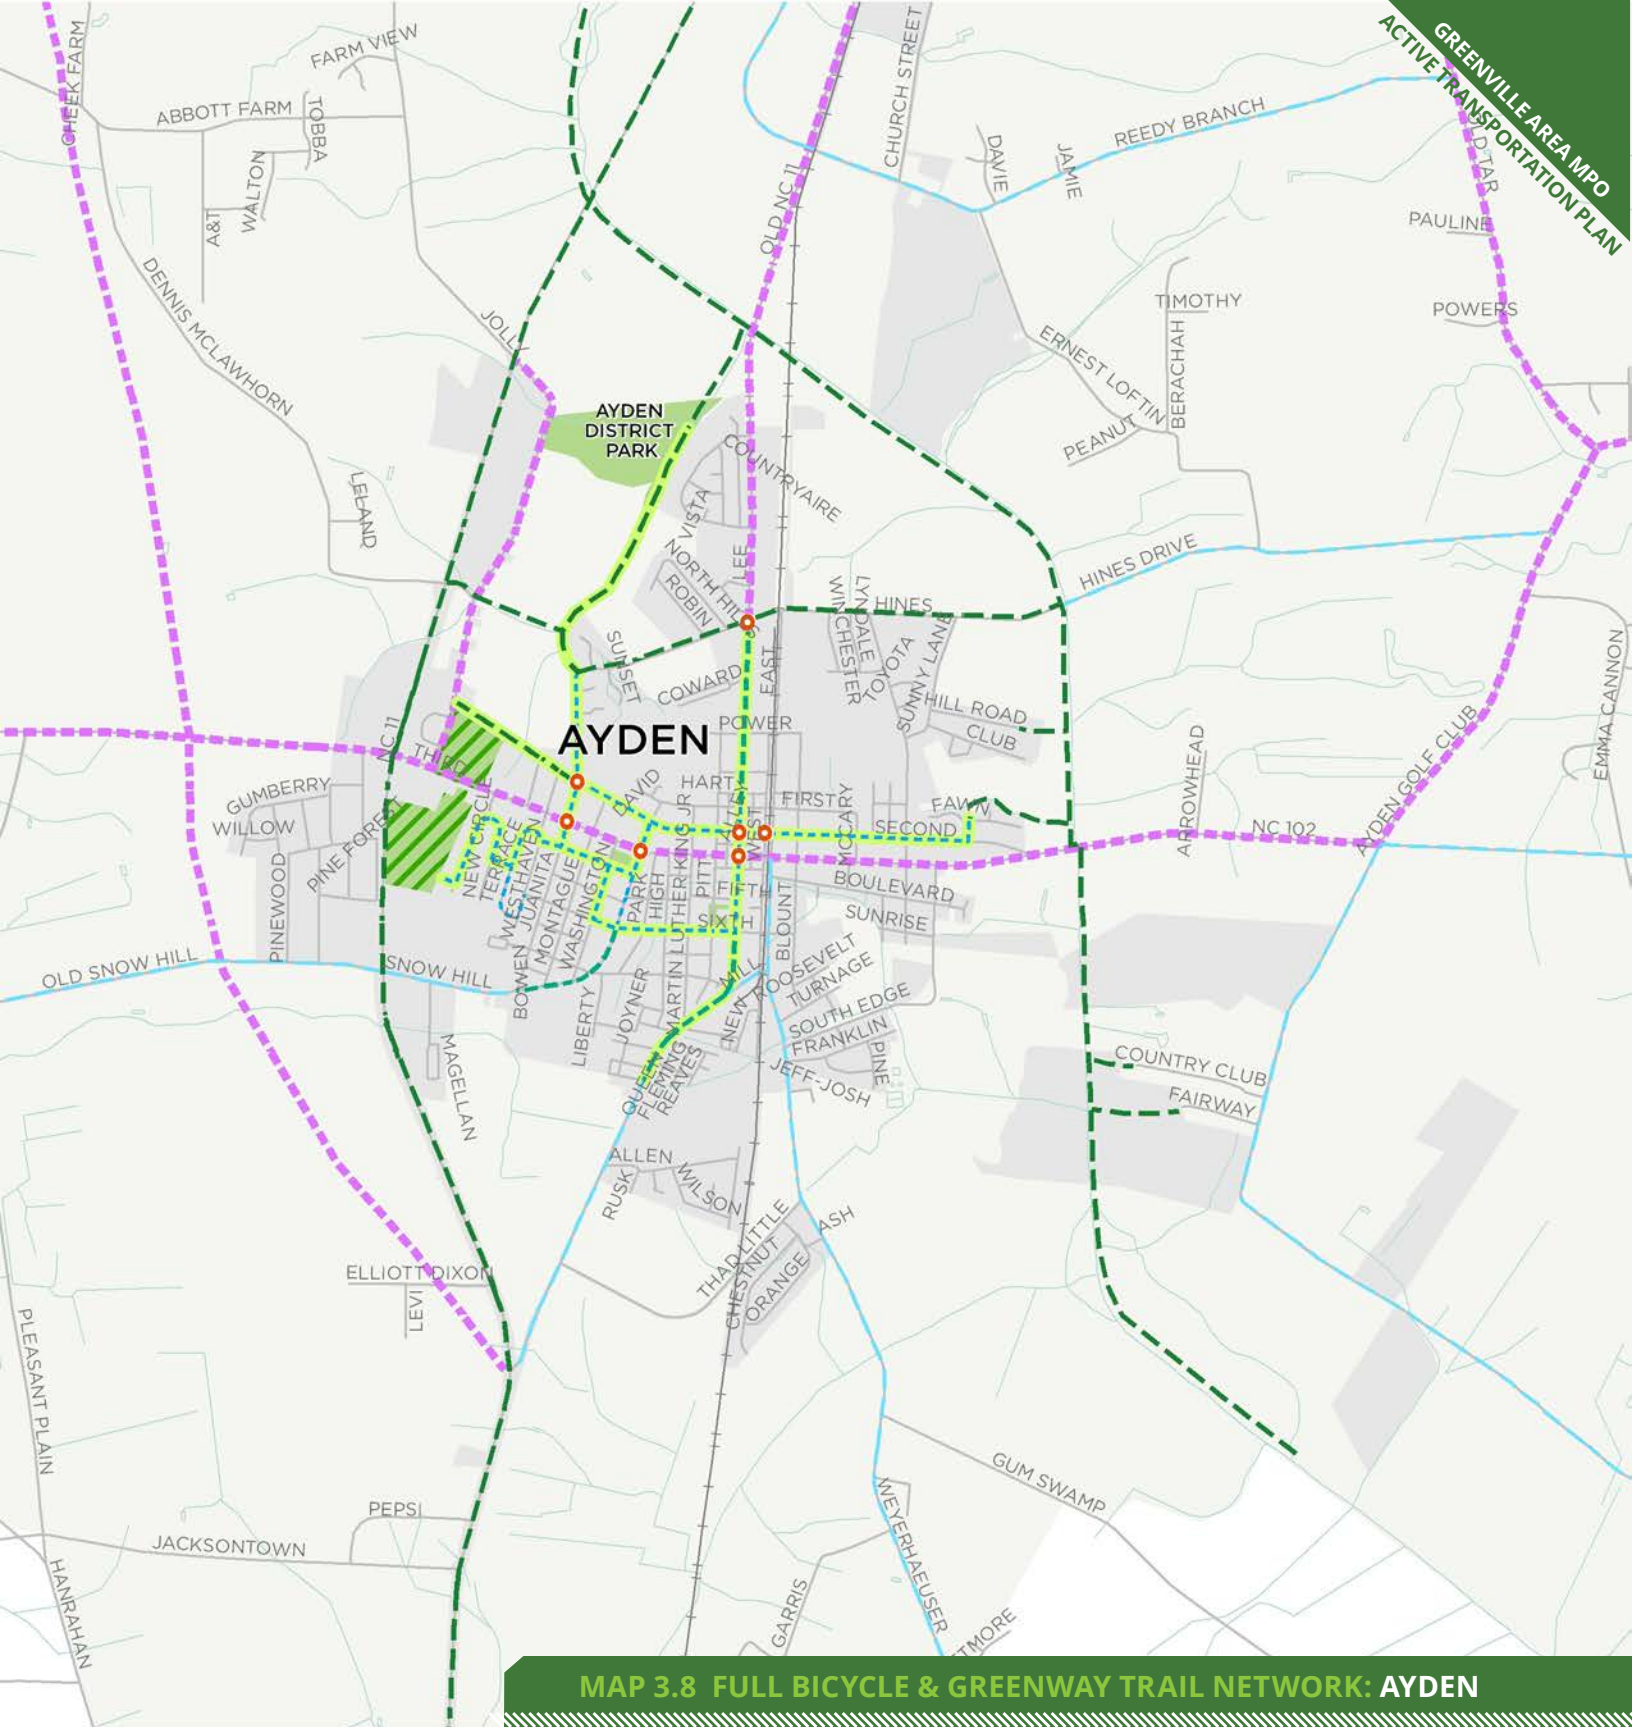 GREENVILLE AREA MPO
ACTIVE TRANSPORTATION PLAN
CHEEK FARM
FARM VIEW
ABBOTT FARM
TOBBA
WALTON
A&T
CHURCH STREET
DAVIE
JAMIE
REEDY BRANCH
OLD TAR
PAULINE
OLD NC 11
DENNIS MCLAWHORN
JOLLY
TIMOTHY
POWERS
BERACHAH
ERNEST LOFTIN
PEANUT
AYDEN
DISTRICT
PARK
COUNTRYAIRE
VISTA
LELAND
LEE
NORTH HILLS
ROBIN
HINES DRIVE
WINCHESTER
LYNDALE
HINES
TOYOTA
SUNNY LANE
SUNSET
COWARD
EAST
HILL ROAD
CLUB
EMMA CANNON
NC 11
THIRD
AYDEN
POWER
ARROWHEAD
AYDEN GOLF CLUB
GUMBERRY
WILLOW
PINE FOREST
NEW CIRCLE
DAVID
HART
ALLEY
FIRST
WEST
MCCARY
FAWN
SECOND
NC 102
PINEWOOD
TERRACE
WESTHAVEN
JUANITA
MONTAGUE
WASHINGTON
PARK
HIGH
MARTIN LUTHER KING JR
PITT
FIFTH
BLOUNT
BOULEVARD
SUNRISE
SIXTH
OLD SNOW HILL
SNOW HILL
BOWEN
LIBERTY
JOYNER
MILL
NEW
ROOSEVELT
TURNAGE
SOUTH EDGE
FRANKLIN
PINE
JEFF-JOSH
MAGELLAN
QUEEN
FLEMING
REAVES
COUNTRY CLUB
FAIRWAY
ALLEN
RUSK
WILSON
THAD LITTLE
CHESTNUT
ORANGE
ASH
ELLIOTT DIXON
LEVI
PLEASANT PLAIN
PEPSI
JACKSONTOWN
HANRAHAN
GUM SWAMP
WEYERHAEUSER
GARRIS
TMORE
MAP 3.8 FULL BICYCLE & GREENWAY TRAIL NETWORK: AYDEN